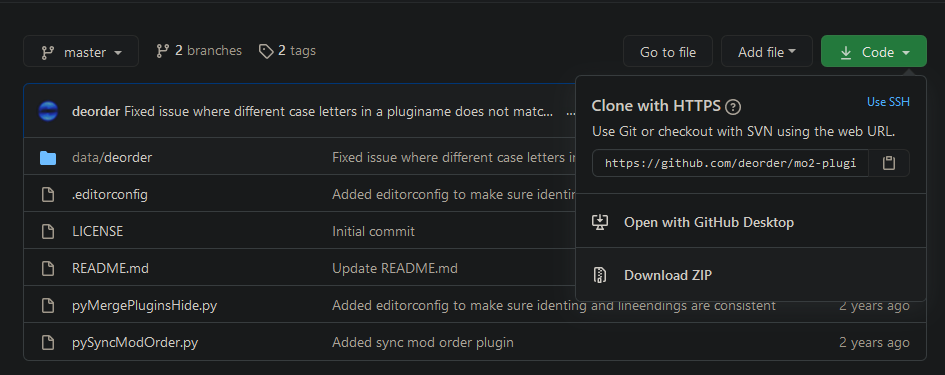 master
2 branches
2 tags
Go to file
Add file
Code
deorder Fixed issue where different case letters in a pluginame does not matc... ...
Clone with HTTPS ?
Use SSH
Use Git or checkout with SVN using the web URL.
https://github.com/deorder/mo2-plugi
Open with GitHub Desktop
Download ZIP
data/deorder Fixed issue where different case letters in
.editorconfig Added editorconfig to make sure identing
LICENSE Initial commit
README.md Update README.md
pyMergePluginsHide.py Added editorconfig to make sure identing and lineendings are consistent 2 years ago
pySyncModOrder.py Added sync mod order plugin 2 years ago